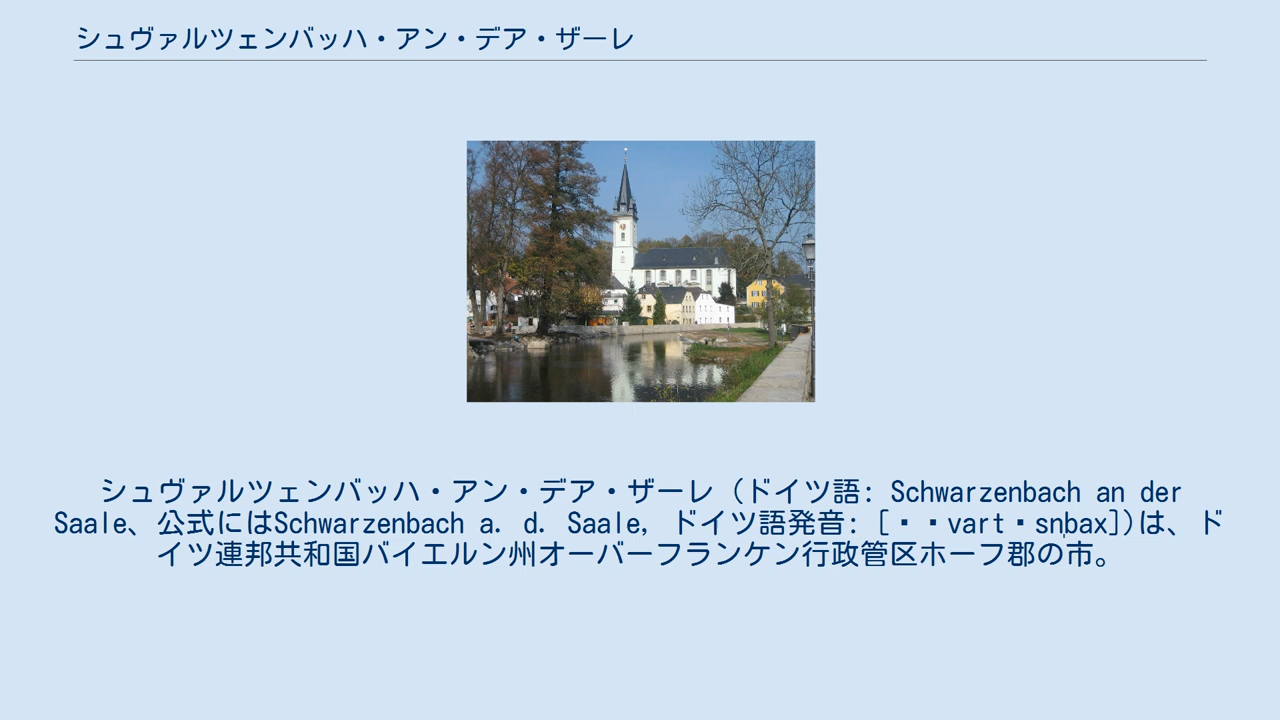 シュヴァルツェンバッハ・アン・デア・ザーレ
シュヴァルツェンバッハ・アン・デア・ザーレ（ドイツ語: Schwarzenbach an der
Saale、公式にはSchwarzenbach a. d. Saale, ドイツ語発音: [▪▪vart▪sn̩bax])は、ド
イツ連邦共和国バイエルン州オーバーフランケン行政管区ホーフ郡の市。